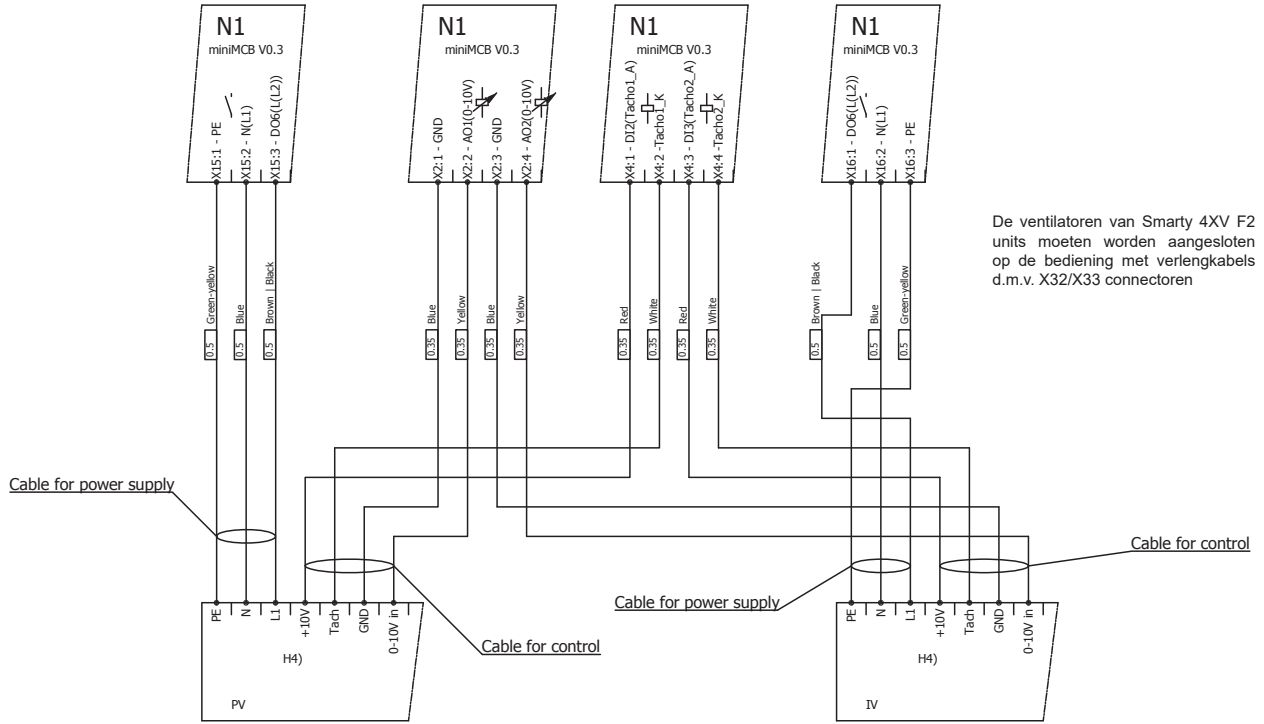 N1
miniMCB V0.3
X15:1 - PE
X15:2 - N(L1)
X15:3 - DO6(L(L2))
N1
miniMCB V0.3
X2:1 - GND
X2:2 - AO1(0-10V)
X2:3 - GND
X2:4 - AO2(0-10V)
N1
miniMCB V0.3
X4:1 - DI2(Tacho1_A)
X4:2 -Tacho1_K
X4:3 - DI3(Tacho2_A)
X4:4 -Tacho2_K
N1
miniMCB V0.3
X16:1 - DO6(L(L2))
X16:2 - N(L1)
X16:3 - PE
De ventilatoren van Smarty 4XV F2
units moeten worden aangesloten
op de bediening met verlengkabels
d.m.v. X32/X33 connectoren
0.5 Green-yellow
0.5 Blue
0.5 Brown | Black
0.35 Blue
0.35 Yellow
0.35 Blue
0.35 Yellow
0.35 Red
0.35 White
0.35 Red
0.35 White
0.5 Brown | Black
0.5 Blue
0.5 Green-yellow
Cable for power supply
Cable for control
Cable for power supply
Cable for control
PE
N
L1
+10V
Tach
GND
0-10V in
H4)
PV
PE
N
L1
+10V
Tach
GND
0-10V in
H4)
IV